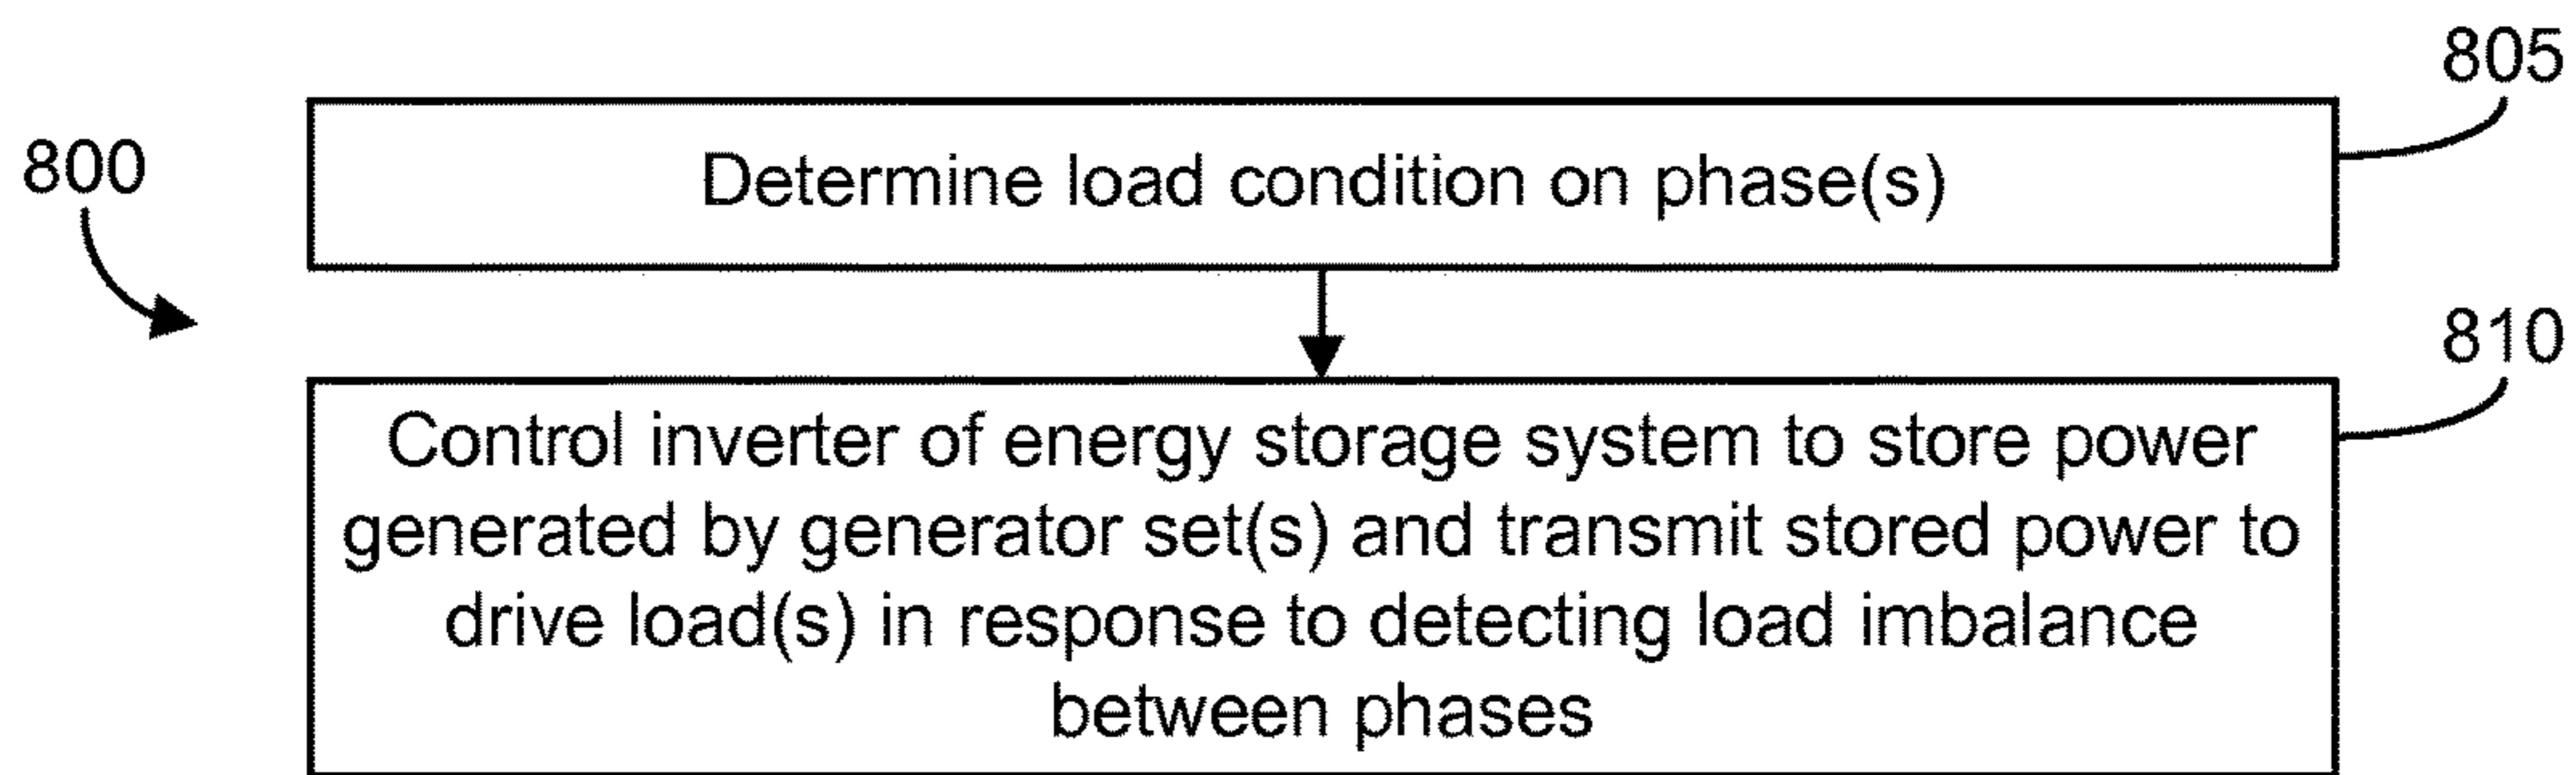 805
800
Determine load condition on phase(s)
810
Control inverter of energy storage system to store power
generated by generator set(s) and transmit stored power to
drive load(s) in response to detecting load imbalance
between phases